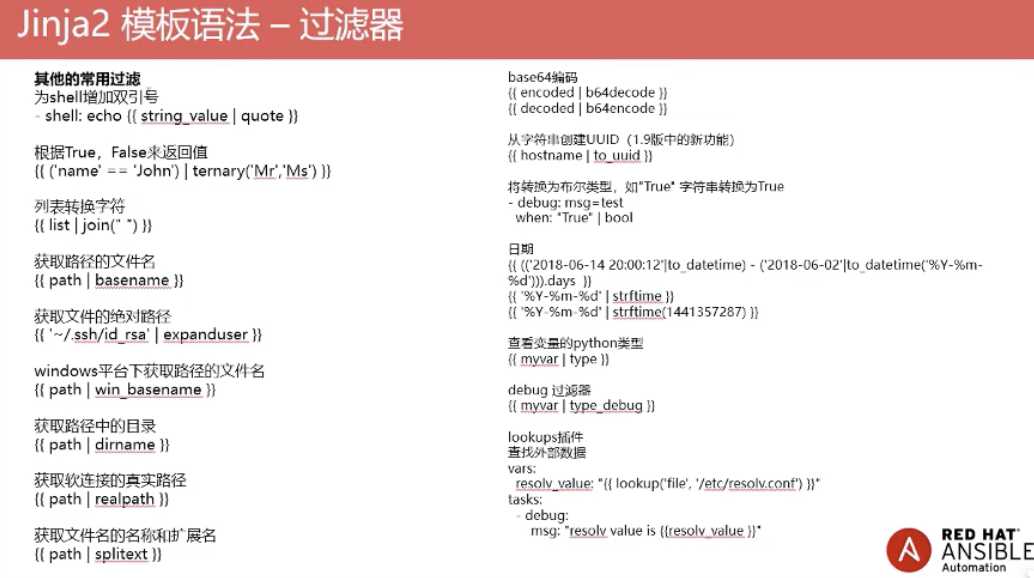 Jinja2 模板语法 – 过滤器
其他的常用过滤
为shell增加双引号
- shell: echo {{ string_value | quote }}
根据True，False来返回值
{{ ('name' == 'John') | ternary('Mr','Ms') }}
列表转换字符
{{ list | join(" ") }}
获取路径的文件名
{{ path | basename }}
获取文件的绝对路径
{{ '~/.ssh/id_rsa' | expanduser }}
windows平台下获取路径的文件名
{{ path | win_basename }}
获取路径中的目录
{{ path | dirname }}
获取软连接的真实路径
{{ path | realpath }}
获取文件名的名称和扩展名
{{ path | splitext }}
base64编码
{{ encoded | b64decode }}
{{ decoded | b64encode }}
从字符串创建UUID（1.9版中的新功能）
{{ hostname | to_uuid }}
将转换为布尔类型，如"True" 字符串转换为True
- debug: msg=test
when: "True" | bool
日期
{{ (('2018-06-14 20:00:12'|to_datetime) - ('2018-06-02'|to_datetime('%Y-%m-
%d'))).days }}
{{ '%Y-%m-%d' | strftime }}
{{ '%Y-%m-%d' | strftime(1441357287) }}
查看变量的python类型
{{ myvar | type }}
debug 过滤器
{{ myvar | type_debug }}
lookups插件
查找外部数据
vars:
resolv_value: "{{ lookup('file', '/etc/resolv.conf') }}"
tasks:
- debug:
msg: "resolv value is {{resolv_value }}"
RED HAT
ANSIBLE
Automation